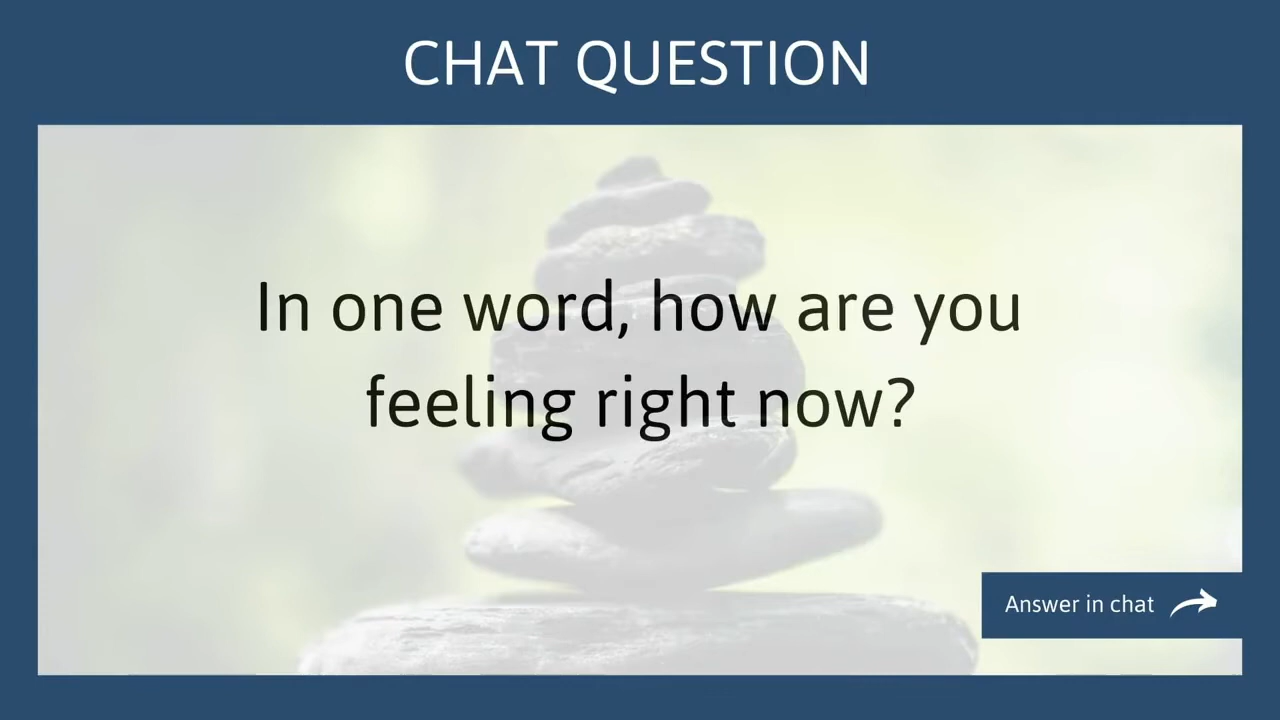 CHAT QUESTION
In one word, how are you
feeling right now?
Answer in chat